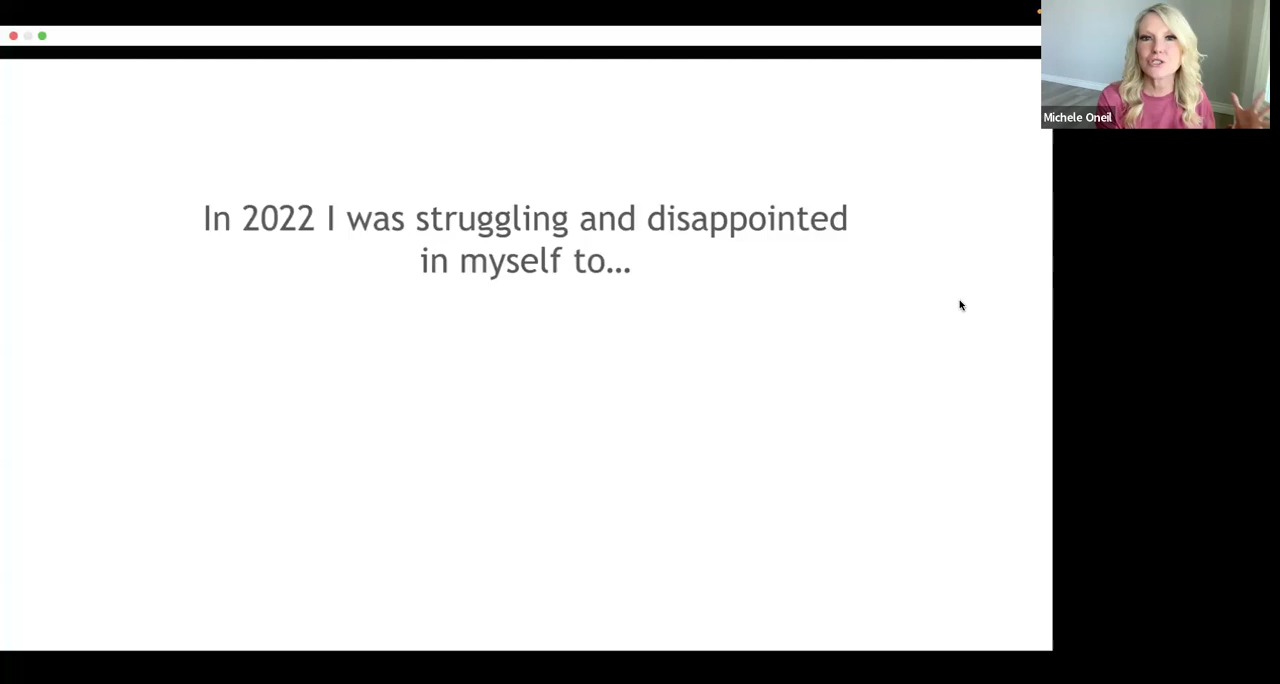 Michele Oneil
In 2022 I was struggling and disappointed
in myself to...